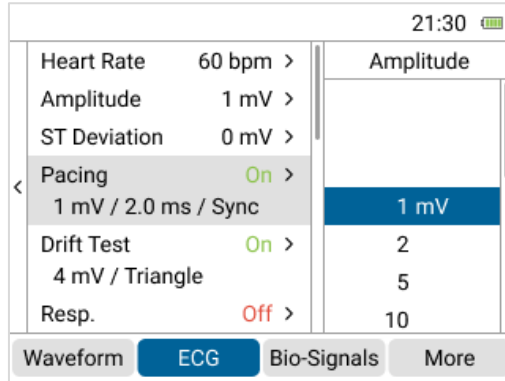 21:30
Heart Rate 60 bpm >
Amplitude 1 mV >
ST Deviation 0 mV >
Pacing On >
1 mV / 2.0 ms / Sync
Drift Test On >
4 mV / Triangle
Resp. Off >
<
Amplitude
1 mV
2
5
10
Waveform ECG Bio-Signals More